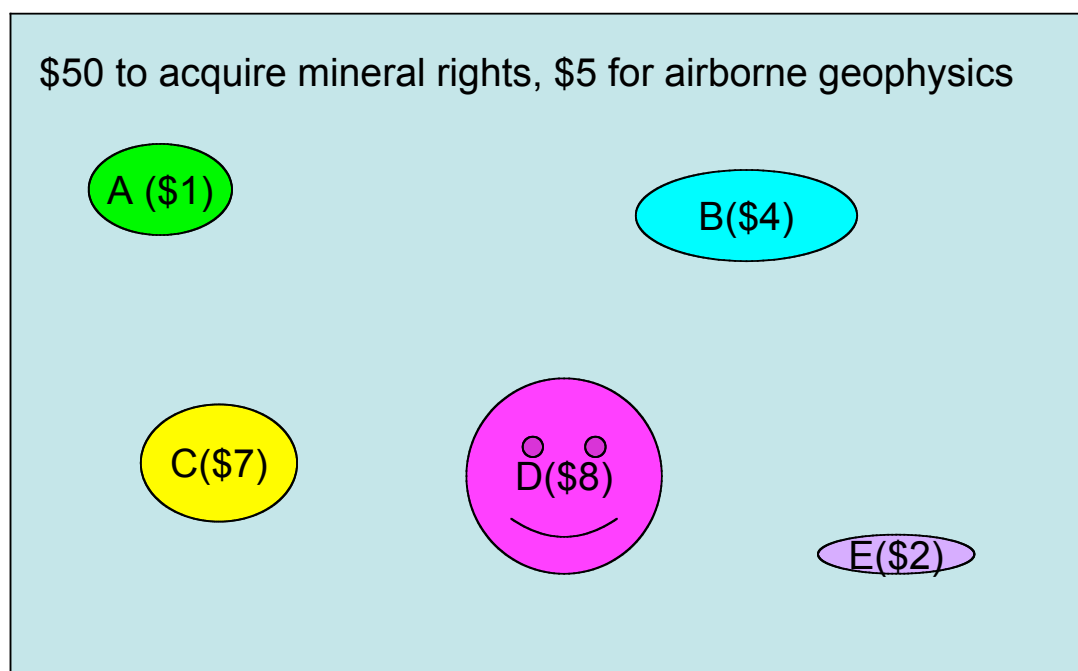 $50 to acquire mineral rights, $5 for airborne geophysics
A ($1)
B($4)
C($7)
D($8)
E($2)